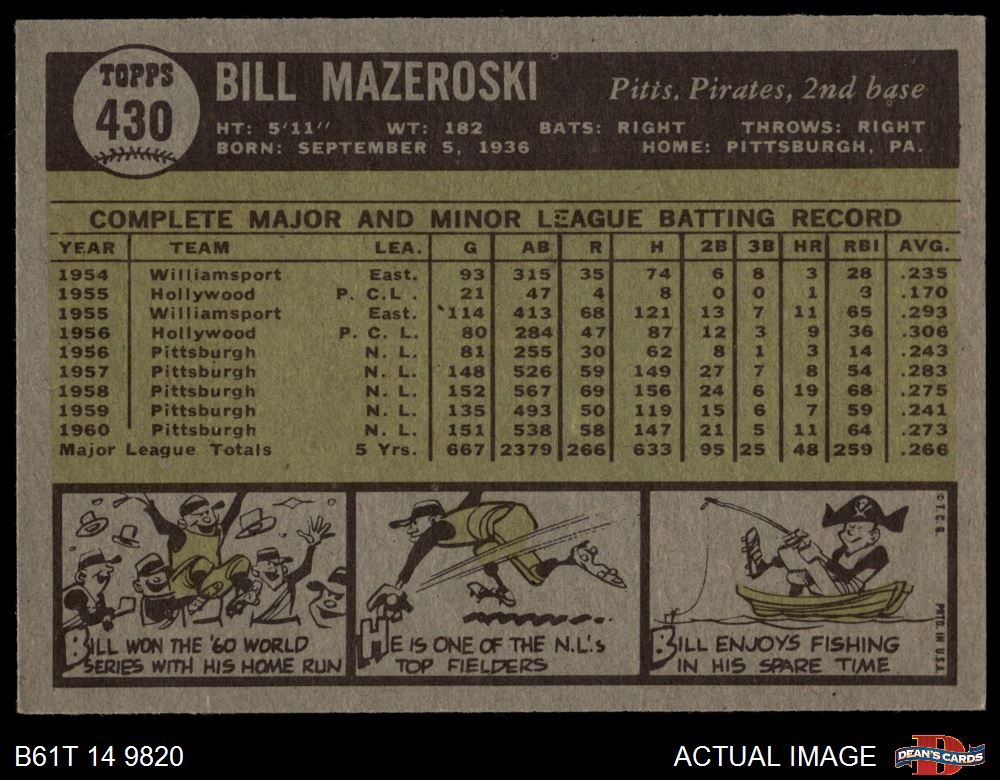 TOPPS
430
BILL MAZEROSKI
Pitts. Pirates, 2nd base
HT: 5'11" WT: 182 BATS: RIGHT THROWS: RIGHT
BORN: SEPTEMBER 5, 1936 HOME: PITTSBURGH, PA.
COMPLETE MAJOR AND MINOR LEAGUE BATTING RECORD
YEAR TEAM LEA. G AB R H 2B 3B HR RBI AVG.
1954 Williamsport East. 93 315 35 74 6 8 3 28 .235
1955 Hollywood P. C.L. 21 47 4 8 0 0 1 3 .170
1955 Williamsport East. 114 413 68 121 13 7 11 65 .293
1956 Hollywood P. C. L. 80 284 47 87 12 3 9 36 .306
1956 Pittsburgh N. L. 81 255 30 62 8 1 3 14 .243
1957 Pittsburgh N. L. 148 526 59 149 27 7 8 54 .283
1958 Pittsburgh N. L. 152 567 69 156 24 6 19 68 .275
1959 Pittsburgh N. L. 135 493 50 119 15 6 7 59 .241
1960 Pittsburgh N. L. 151 538 58 147 21 5 11 64 .273
Major League Totals 5 Yrs. 667 2379 266 633 95 25 48 259 .266
BILL WON THE '60 WORLD
SERIES WITH HIS HOME RUN
HE IS ONE OF THE N.L.'s
TOP FIELDERS
BILL ENJOYS FISHING
IN HIS SPARE TIME
© T.C.G.
PRTD. IN U.S.A.
B61T 14 9820
ACTUAL IMAGE
DEAN'S CARDS